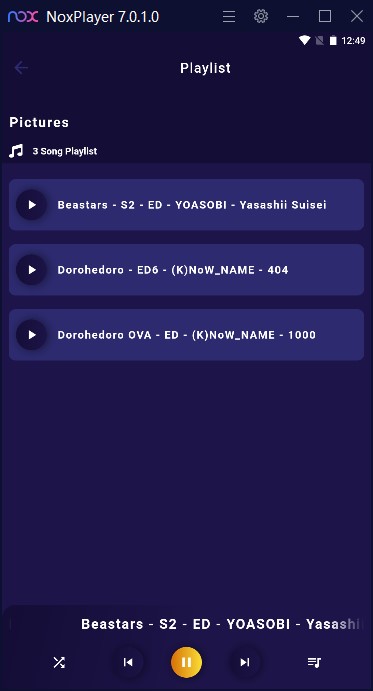 nox NoxPlayer 7.0.1.0
12:49
Playlist
Pictures
3 Song Playlist
Beastars - S2 - ED - YOASOBI - Yasashii Suisei
Dorohedoro - ED6 - (K)NoW_NAME - 404
Dorohedoro OVA - ED - (K)NoW_NAME - 1000
Beastars - S2 - ED - YOASOBI - Yasashi